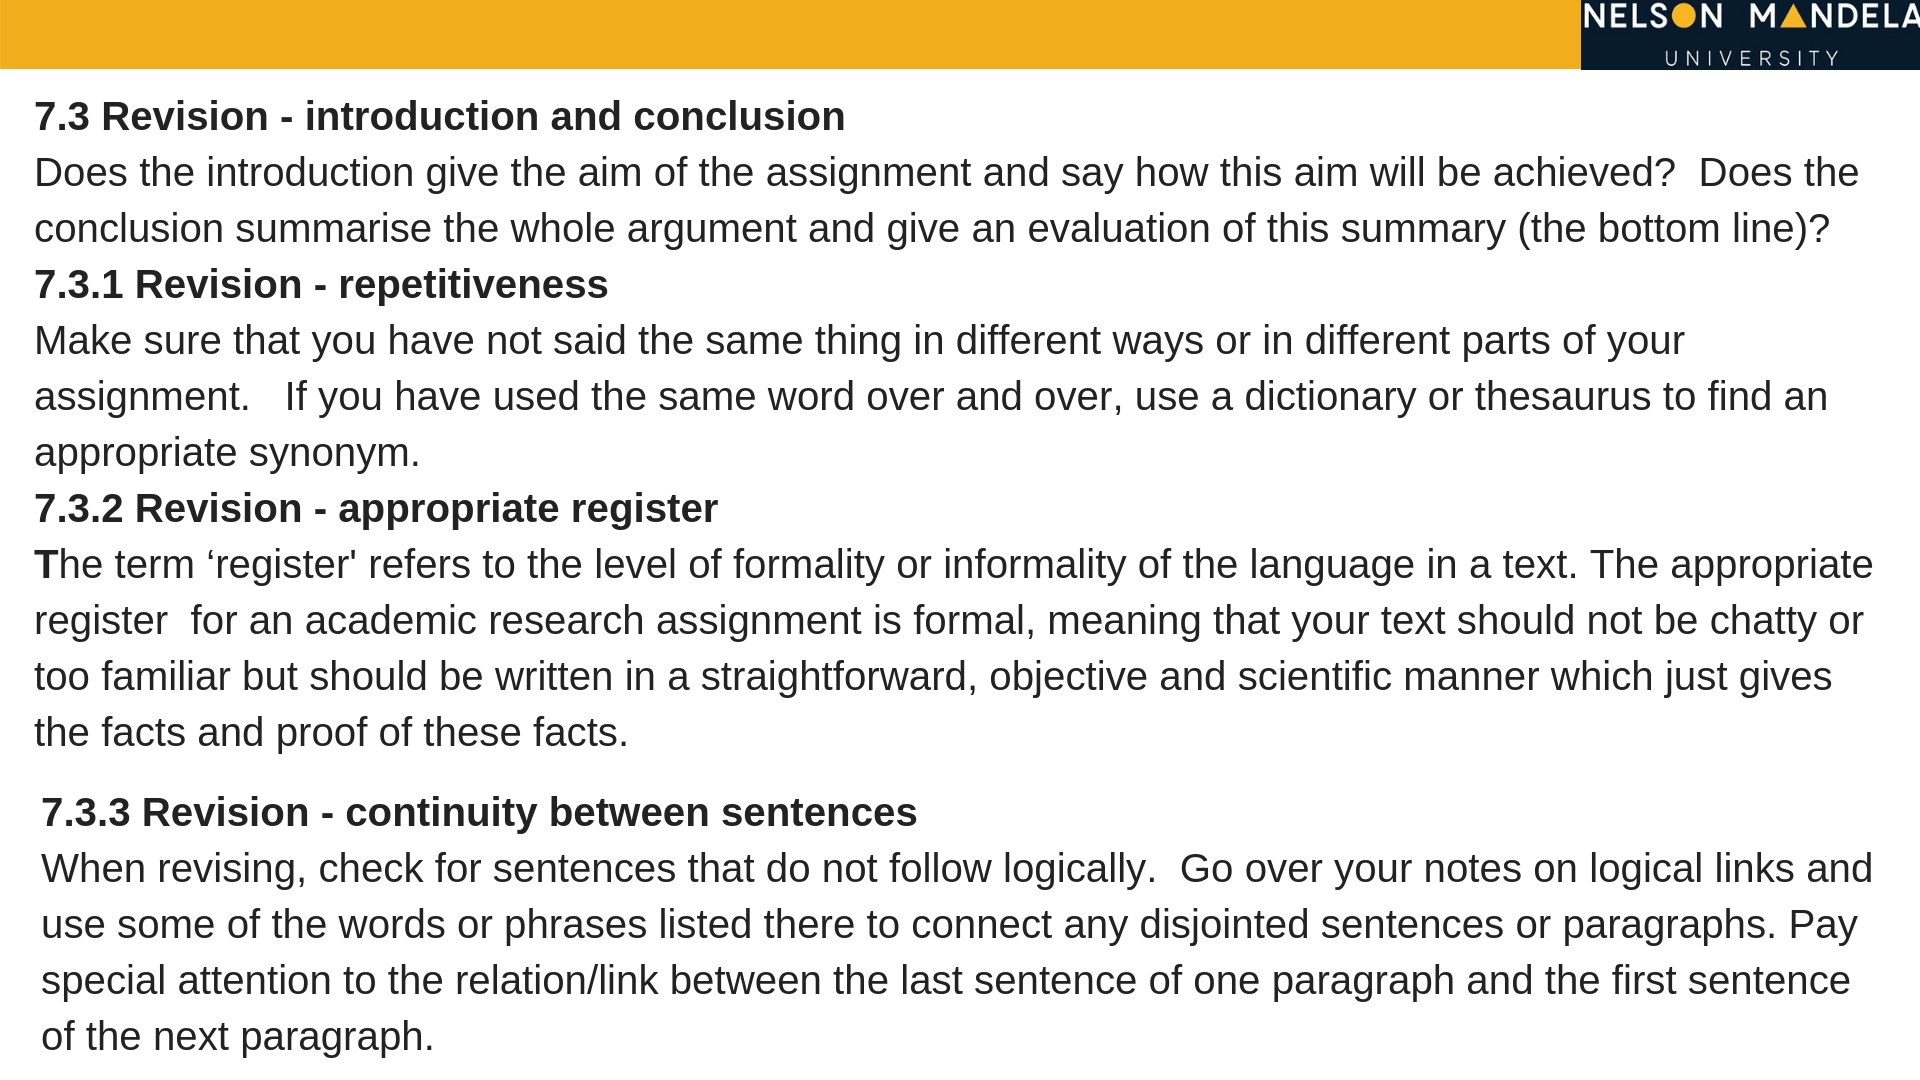 NELSON MANDELA
UNIVERSITY
7.3 Revision - introduction and conclusion
Does the introduction give the aim of the assignment and say how this aim will be achieved?  Does the
conclusion summarise the whole argument and give an evaluation of this summary (the bottom line)?
7.3.1 Revision - repetitiveness
Make sure that you have not said the same thing in different ways or in different parts of your
assignment.   If you have used the same word over and over, use a dictionary or thesaurus to find an
appropriate synonym.
7.3.2 Revision - appropriate register
The term ‘register' refers to the level of formality or informality of the language in a text. The appropriate
register  for an academic research assignment is formal, meaning that your text should not be chatty or
too familiar but should be written in a straightforward, objective and scientific manner which just gives
the facts and proof of these facts.
7.3.3 Revision - continuity between sentences
When revising, check for sentences that do not follow logically.  Go over your notes on logical links and
use some of the words or phrases listed there to connect any disjointed sentences or paragraphs. Pay
special attention to the relation/link between the last sentence of one paragraph and the first sentence
of the next paragraph.